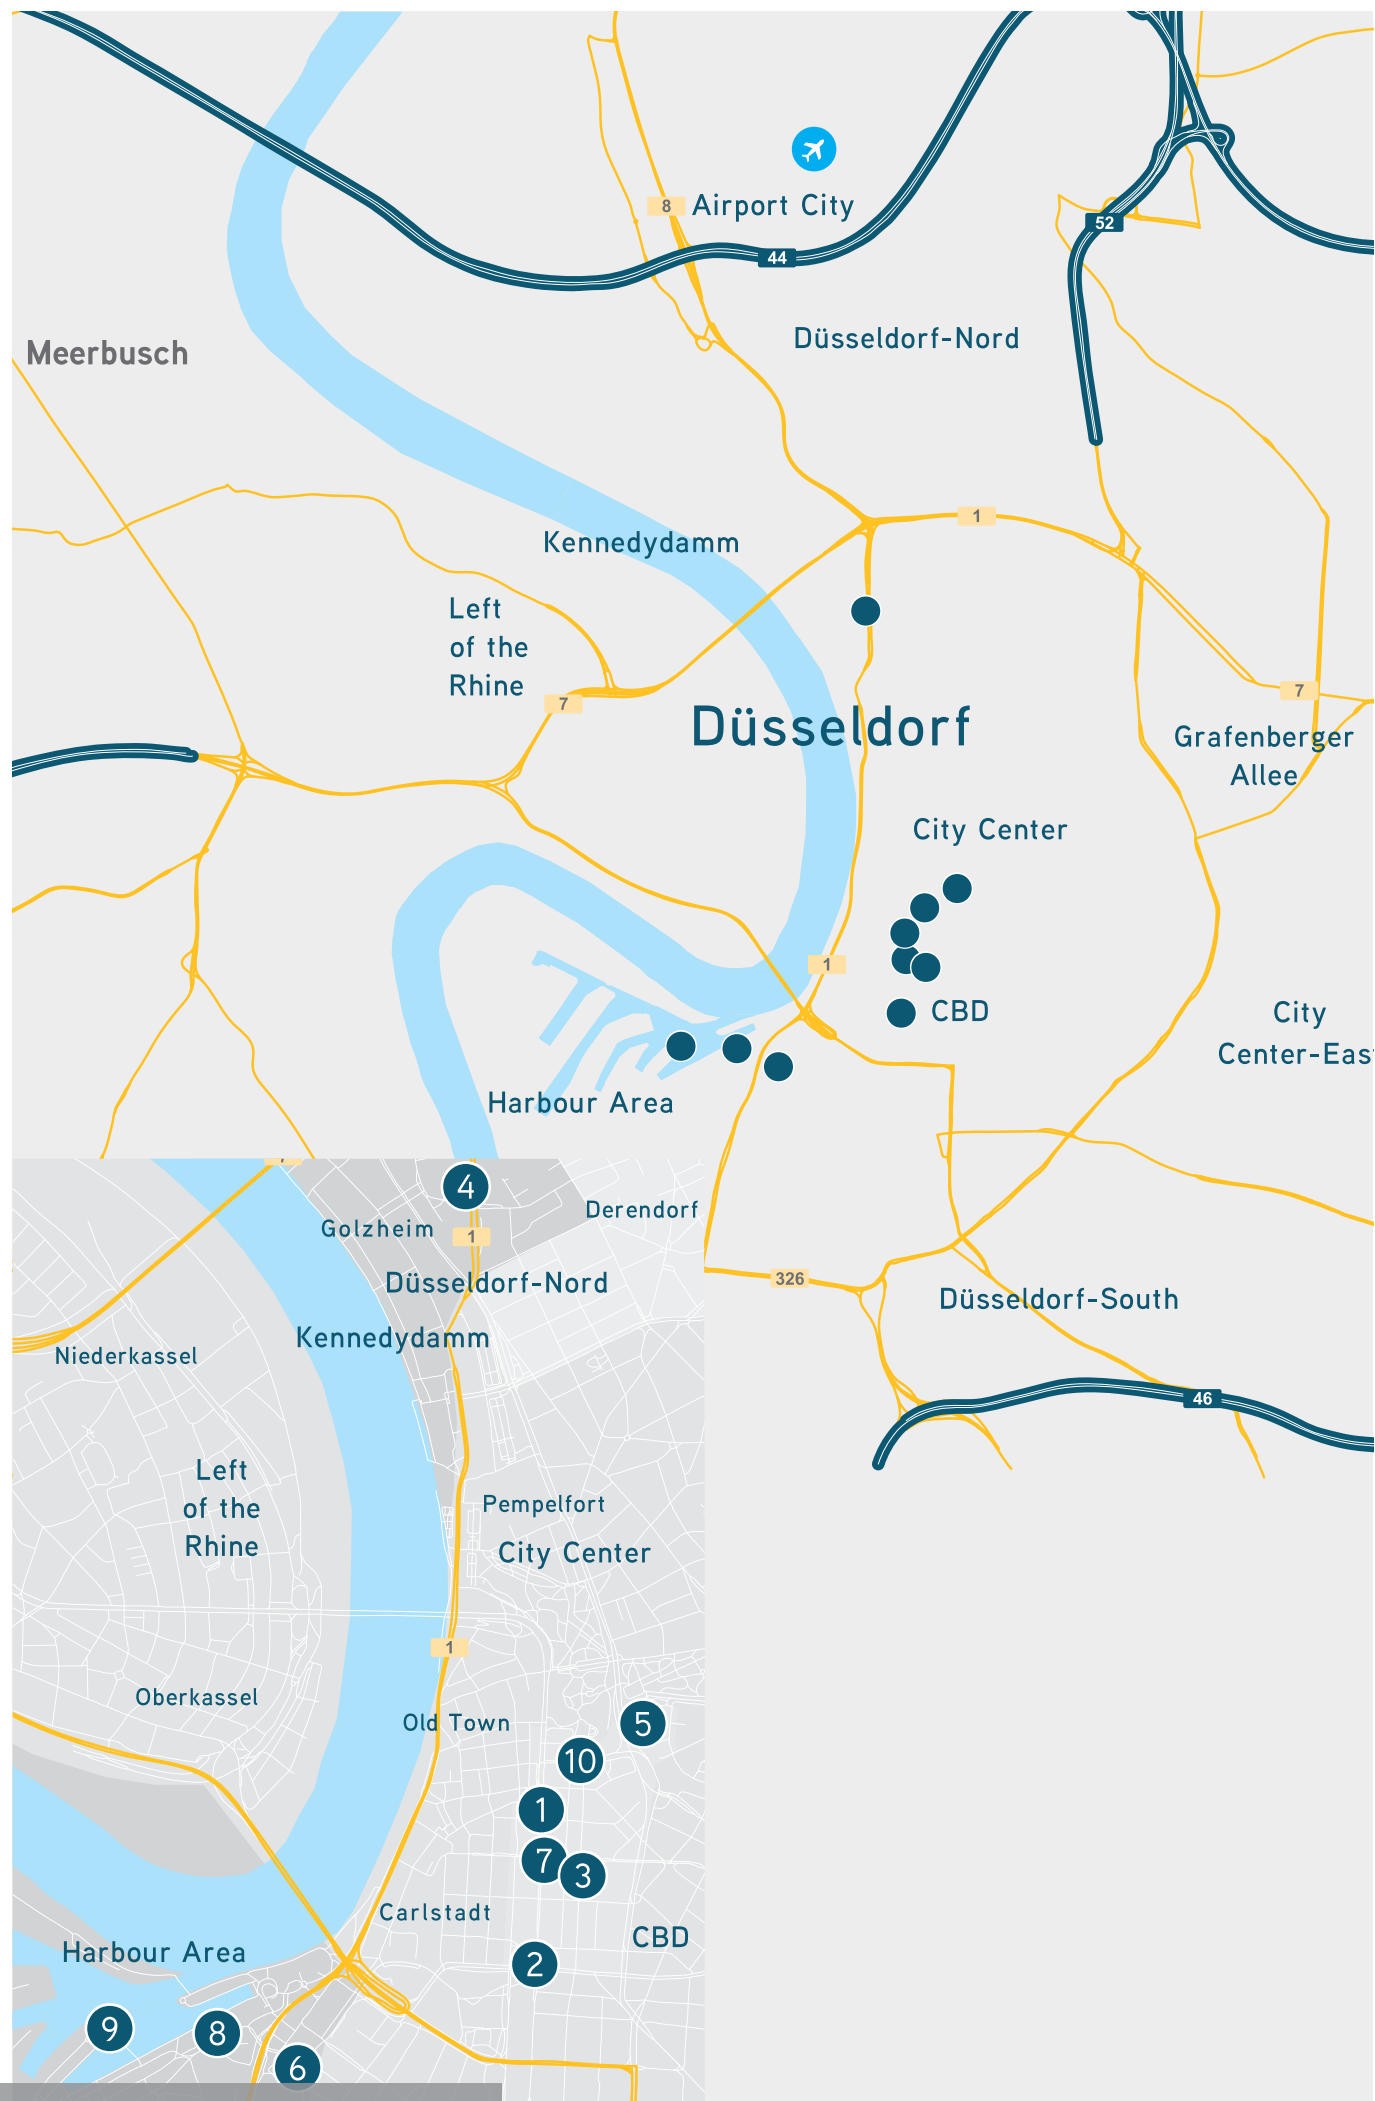 8
Airport City
52
44
Düsseldorf-Nord
Meerbusch
1
Kennedydamm
Left
of the
Rhine
7
7
Düsseldorf
Grafenberger
Allee
City Center
1
CBD
City
Harbour Area
4
Derendorf
Golzheim
1
Düsseldorf-Nord
326
Düsseldorf-South
Kennedydamm
Niederkassel
46
Left
of the
Rhine
Pempelfort
City Center
1
Oberkassel
Old Town
5
10
1
7
3
Carlstadt
CBD
Harbour Area
2
9
8
6